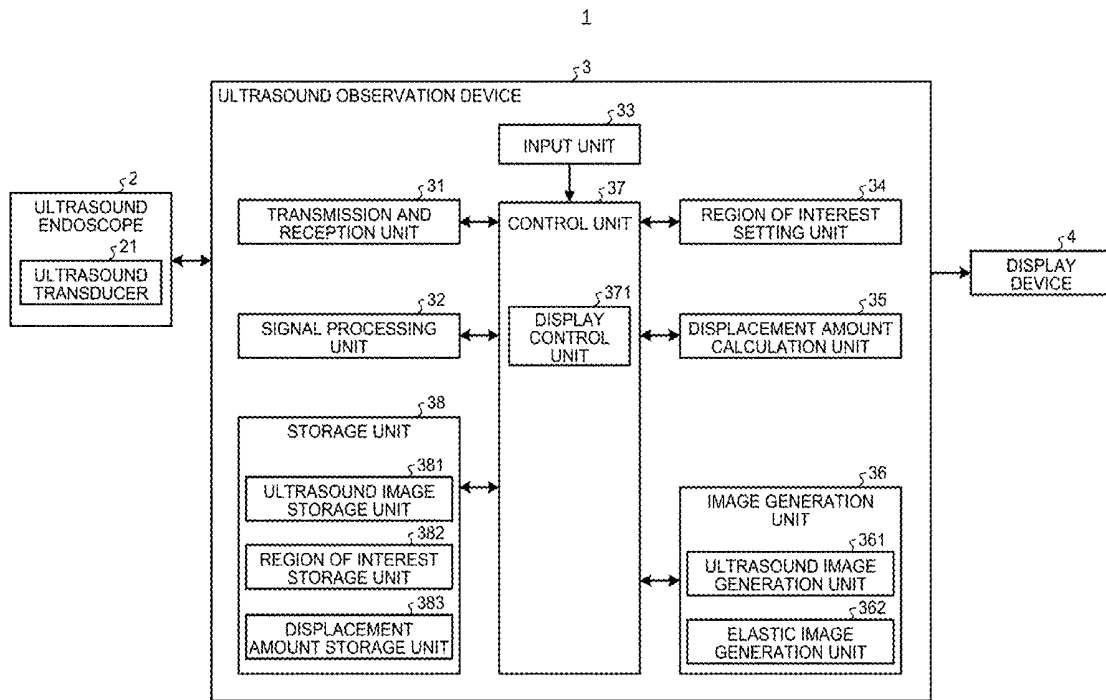 1
3
ULTRASOUND OBSERVATION DEVICE
33
INPUT UNIT
2
ULTRASOUND
ENDOSCOPE
21
ULTRASOUND
TRANSDUCER
31
TRANSMISSION AND
RECEPTION UNIT
37
CONTROL UNIT
34
REGION OF INTEREST
SETTING UNIT
4
DISPLAY
DEVICE
32
SIGNAL PROCESSING
UNIT
371
DISPLAY
CONTROL
UNIT
35
DISPLACEMENT AMOUNT
CALCULATION UNIT
38
STORAGE UNIT
381
ULTRASOUND IMAGE
STORAGE UNIT
382
REGION OF INTEREST
STORAGE UNIT
383
DISPLACEMENT
AMOUNT STORAGE UNIT
36
IMAGE GENERATION
UNIT
361
ULTRASOUND IMAGE
GENERATION UNIT
362
ELASTIC IMAGE
GENERATION UNIT